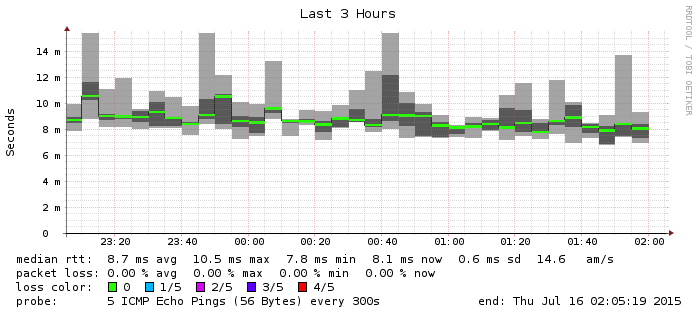 Last 3 Hours
RRDTOOL / TOBI OETIKER
Seconds
14 m
12 m
10 m
8 m
6 m
4 m
2 m
0
23:20 23:40 00:00 00:20 00:40 01:00 01:20 01:40 02:00
median rtt: 8.7 ms avg 10.5 ms max 7.8 ms min 8.1 ms now 0.6 ms sd 14.6 am/s
packet loss: 0.00 % avg 0.00 % max 0.00 % min 0.00 % now
loss color: 0 1/5 2/5 3/5 4/5
probe: 5 ICMP Echo Pings (56 Bytes) every 300s end: Thu Jul 16 02:05:19 2015